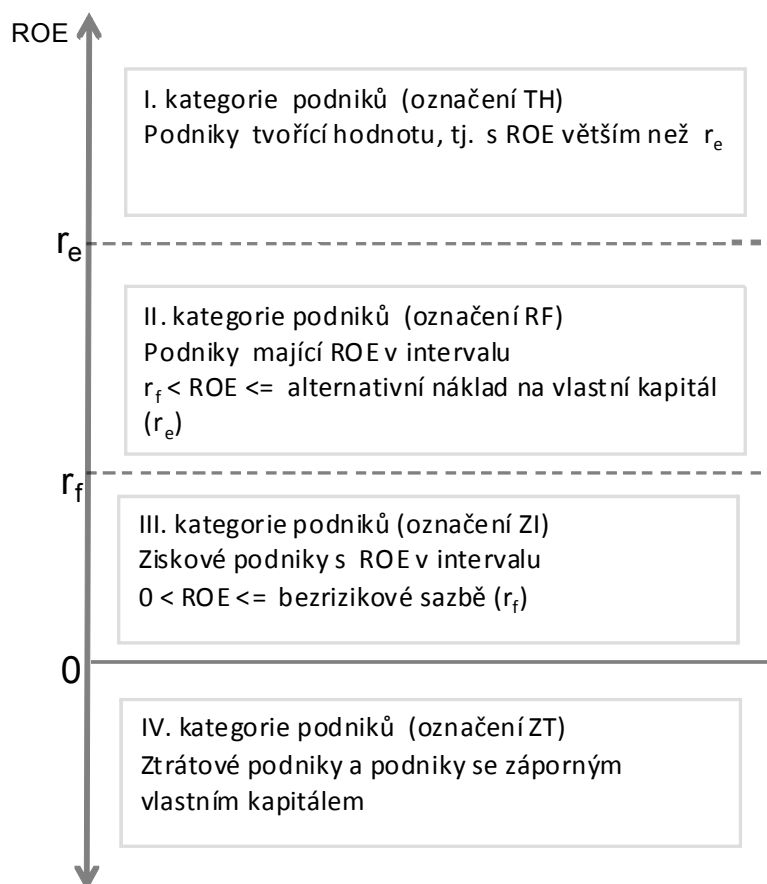 ROE
I. kategorie podniků (označení TH)
Podniky tvořící hodnotu, tj. s ROE větším než re
re
II. kategorie podniků (označení RF)
Podniky mající ROE v intervalu
rf < ROE <= alternativní náklad na vlastní kapitál
(re)
rf
III. kategorie podniků (označení ZI)
Ziskové podniky s ROE v intervalu
0 < ROE <= bezrizikové sazbě (rf)
0
IV. kategorie podniků (označení ZT)
Ztrátové podniky a podniky se záporným
vlastním kapitálem